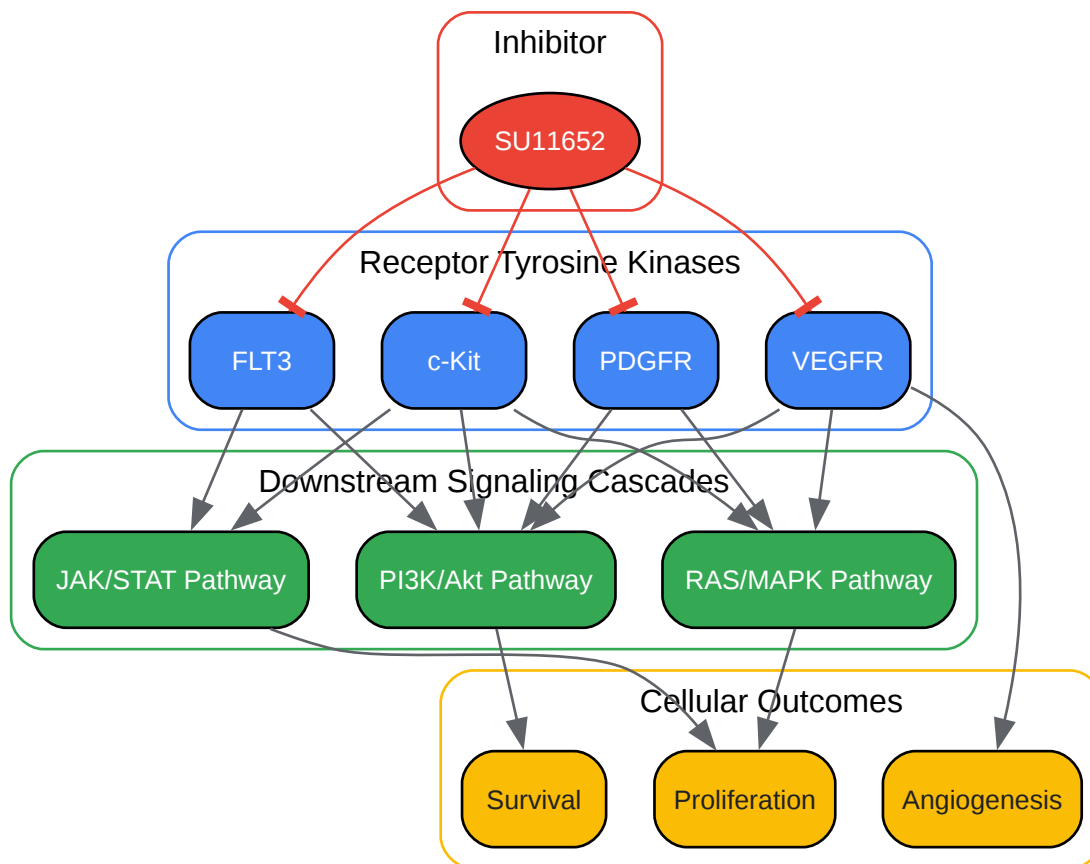 Inhibitor
SU11652
Receptor Tyrosine Kinases
FLT3
c-Kit
PDGFR
VEGFR
Downstream Signaling Cascades
JAK/STAT Pathway
PI3K/Akt Pathway
RAS/MAPK Pathway
Cellular Outcomes
Survival
Proliferation
Angiogenesis